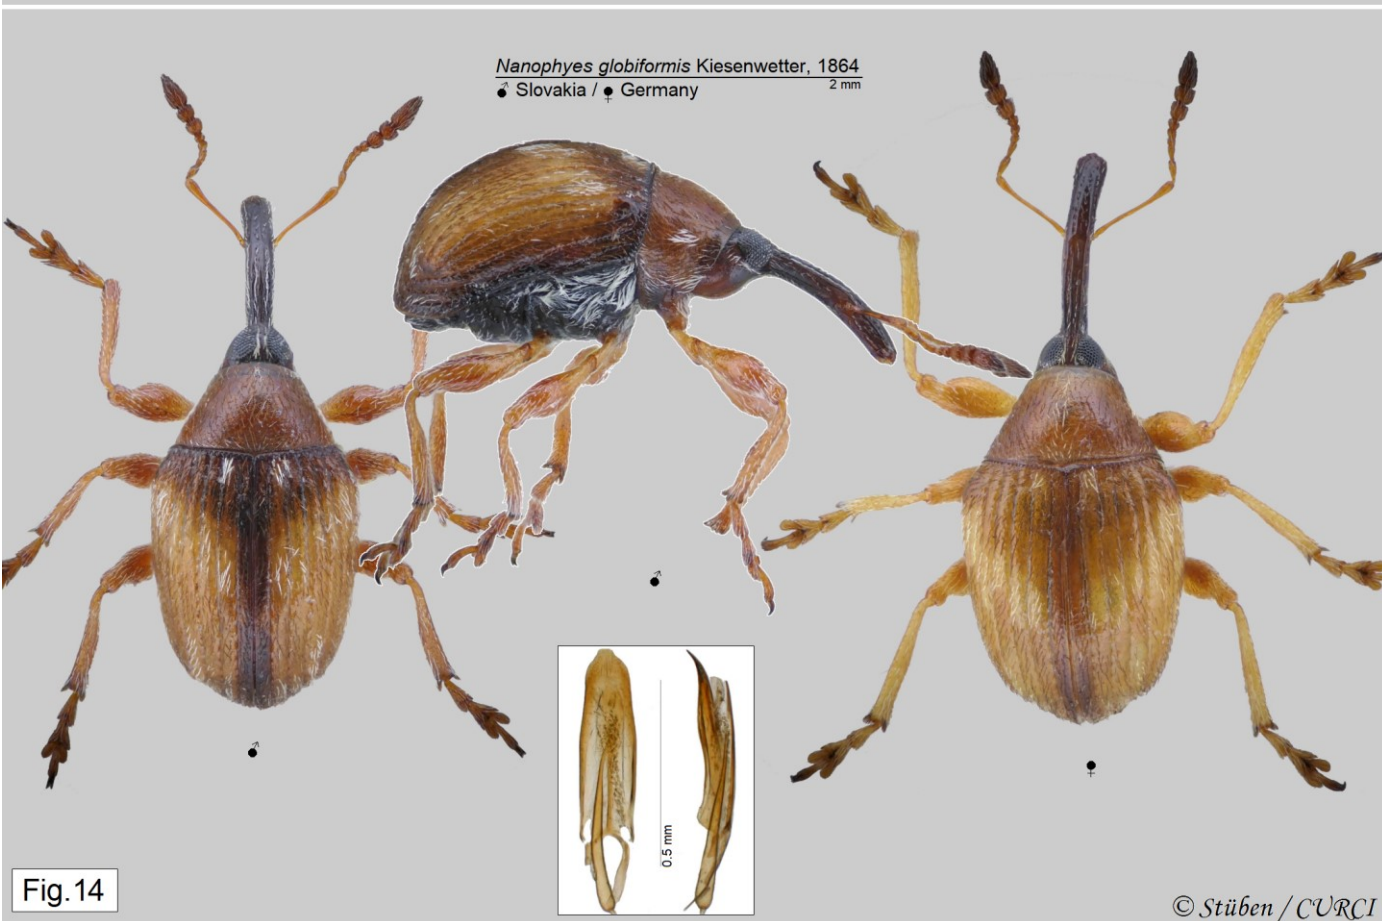 Nanophyes globiformis Kiesenwetter, 1864
♂ Slovakia / ♀ Germany
2 mm
♂
♂
♀
0.5 mm
Fig.14
© Stüben / CURCI